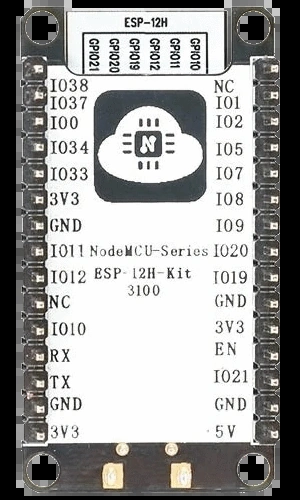 ESP-12H
GPIO21
GPIO20
GPIO19
GPIO12
GPIO11
GPIO10
N
IO38
IO37
IO0
IO34
IO33
3V3
GND
IO11
IO12
NC
IO10
RX
TX
GND
3V3
NodeMCU-Series
ESP-12H-Kit
3100
NC
IO1
IO2
IO5
IO7
IO8
IO9
IO20
IO19
GND
3V3
EN
IO21
GND
5V